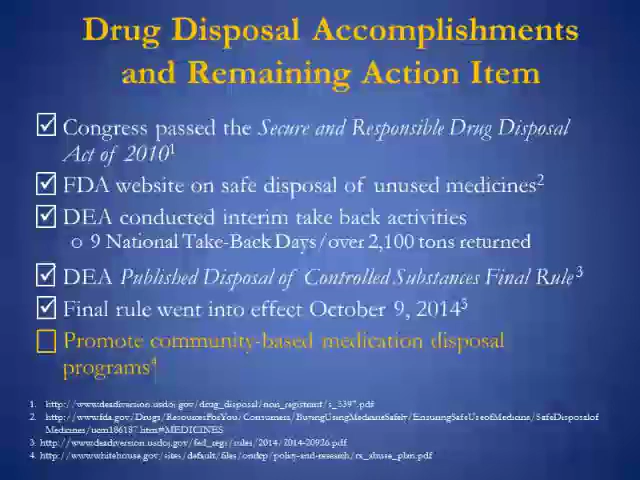 Drug Disposal Accomplishments
and Remaining Action Item
☑ Congress passed the Secure and Responsible Drug Disposal
Act of 2010¹
☑ FDA website on safe disposal of unused medicines²
☑ DEA conducted interim take back activities
o 9 National Take-Back Days/over 2,100 tons returned
☑ DEA Published Disposal of Controlled Substances Final Rule³
☑ Final rule went into effect October 9, 2014³
☐ Promote community-based medication disposal
programs⁴
1. http://www.deadiversion.usdoj.gov/drug_disposal/non_registrant/s_3397.pdf
2. http://www.fda.gov/Drugs/ResourcesForYou/Consumers/BuyingUsingMedicineSafely/EnsuringSafeUseofMedicine/SafeDisposalof
Medicines/ucm186187.htm#MEDICINES
3. http://www.deadiversion.usdoj.gov/fed_regs/rules/2014/2014-20926.pdf
4. http://www.whitehouse.gov/sites/default/files/ondcp/policy-and-research/rx_abuse_plan.pdf